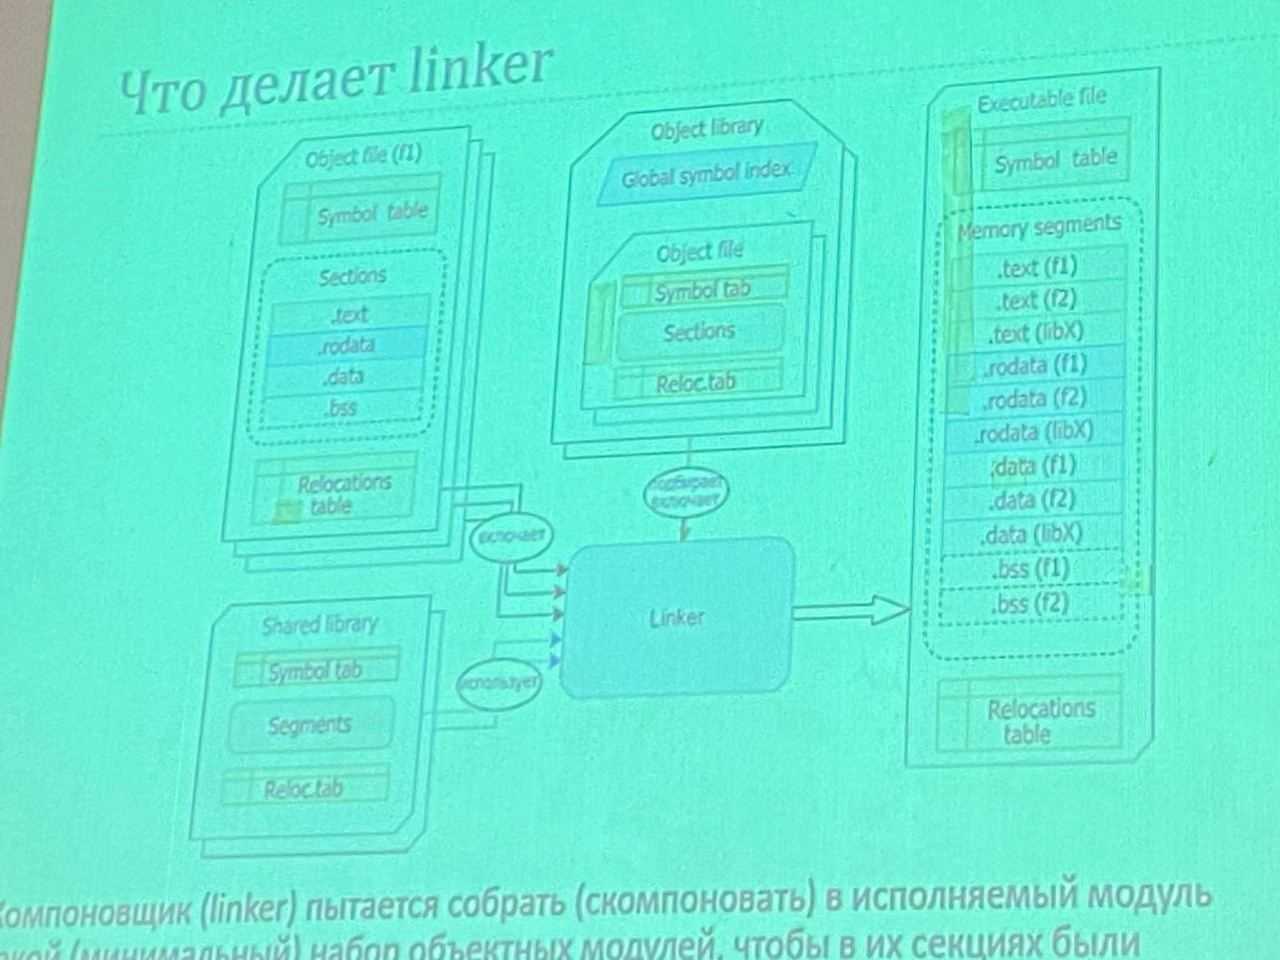 Что делает linker
Object file (f1)
Symbol table
Sections
.text
.rodata
.data
.bss
Relocations
table
Object library
Global symbol index
Object file
Symbol tab
Sections
Reloc.tab
подбирает
включает
включает
Linker
Shared library
Symbol tab
Segments
Reloc.tab
использует
Executable file
Symbol table
Memory segments
.text (f1)
.text (f2)
.text (libX)
.rodata (f1)
.rodata (f2)
.rodata (libX)
.data (f1)
.data (f2)
.data (libX)
.bss (f1)
.bss (f2)
Relocations
table
Компоновщик (linker) пытается собрать (скомпоновать) в исполняемый модуль
(минимальный) набор объектных модулей, чтобы в их секциях были